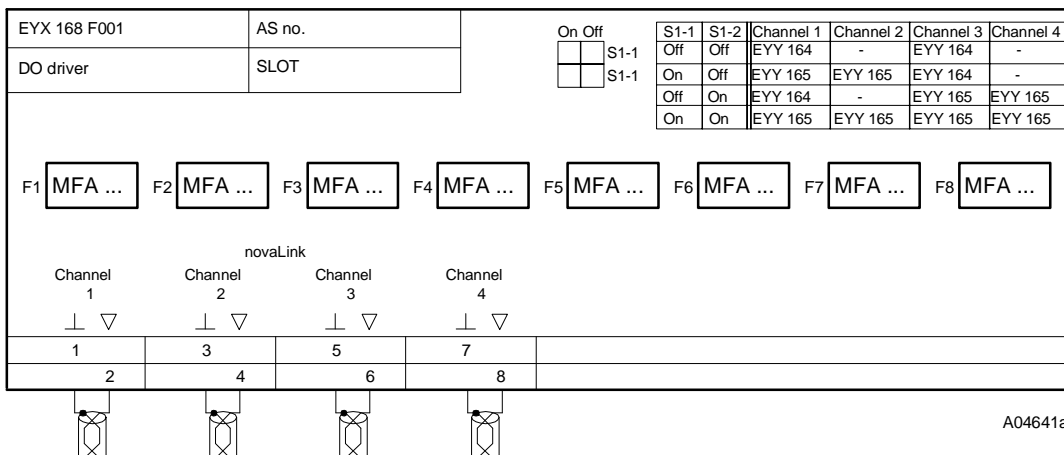 EYX 168 F001 AS no.
DO driver SLOT
On Off
S1-1
S1-1
S1-1 S1-2 Channel 1 Channel 2 Channel 3 Channel 4
Off Off EYY 164 - EYY 164 -
On Off EYY 165 EYY 165 EYY 164 -
Off On EYY 164 - EYY 165 EYY 165
On On EYY 165 EYY 165 EYY 165 EYY 165
F1 MFA ... F2 MFA ... F3 MFA ... F4 MFA ... F5 MFA ... F6 MFA ... F7 MFA ... F8 MFA ...
novaLink
Channel Channel Channel Channel
1 2 3 4
1 3 5 7
2 4 6 8
A04641a